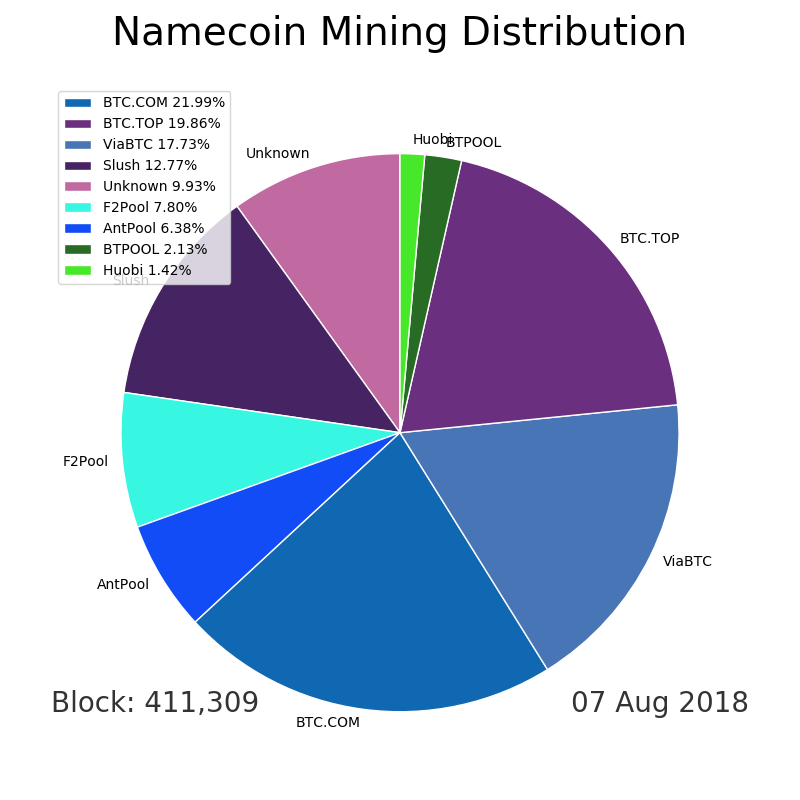 Namecoin Mining Distribution
BTC.COM 21.99%
BTC.TOP 19.86%
ViaBTC 17.73%
Slush 12.77%
Unknown 9.93%
F2Pool 7.80%
AntPool 6.38%
BTPOOL 2.13%
Huobi 1.42%
Huobi
BTPOOL
Unknown
BTC.TOP
Slush
F2Pool
ViaBTC
AntPool
BTC.COM
Block: 411,309
07 Aug 2018